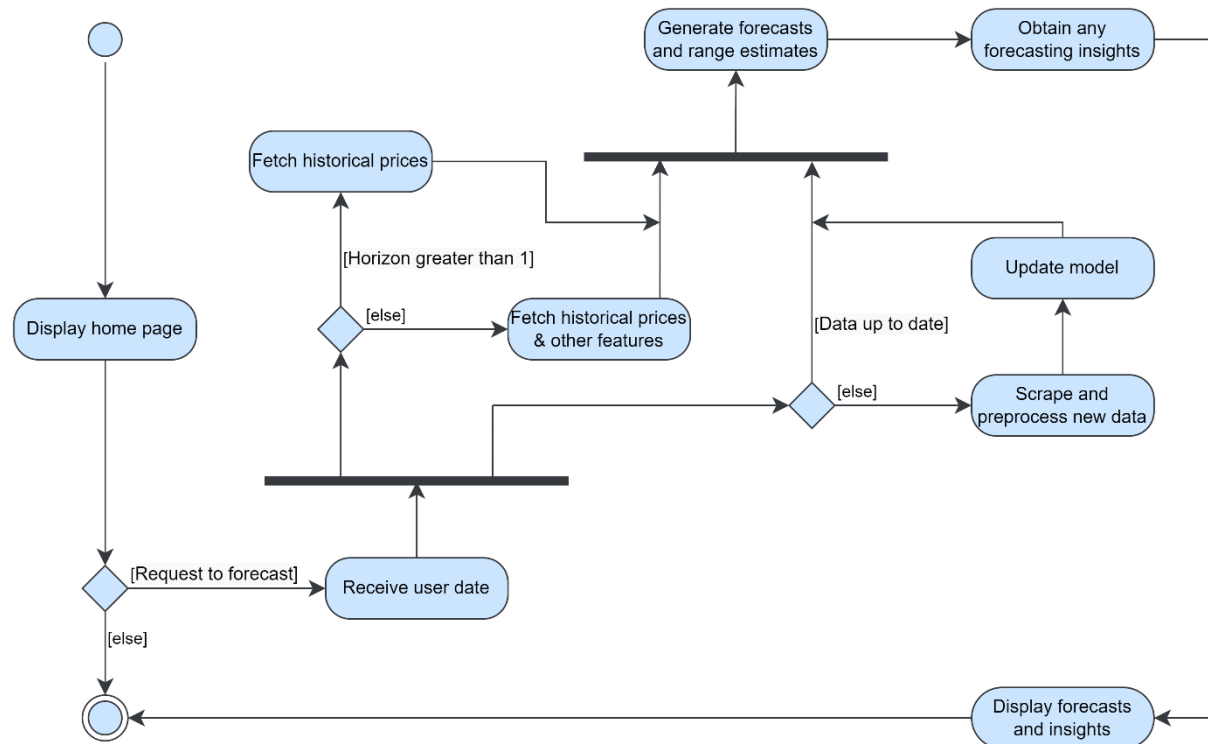 Generate forecasts
and range estimates
Obtain any
forecasting insights
Fetch historical prices
[Horizon greater than 1]
Update model
Display home page
[else]
Fetch historical prices
& other features
[Data up to date]
[else]
Scrape and
preprocess new data
[Request to forecast]
Receive user date
[else]
Display forecasts
and insights